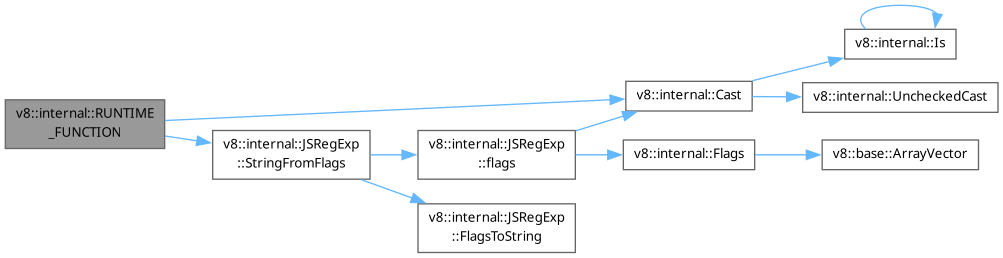 v8::internal::RUNTIME
_FUNCTION
v8::internal::JSRegExp
::StringFromFlags
v8::internal::JSRegExp
::flags
v8::internal::JSRegExp
::FlagsToString
v8::internal::Cast
v8::internal::Flags
v8::internal::Is
v8::internal::UncheckedCast
v8::base::ArrayVector